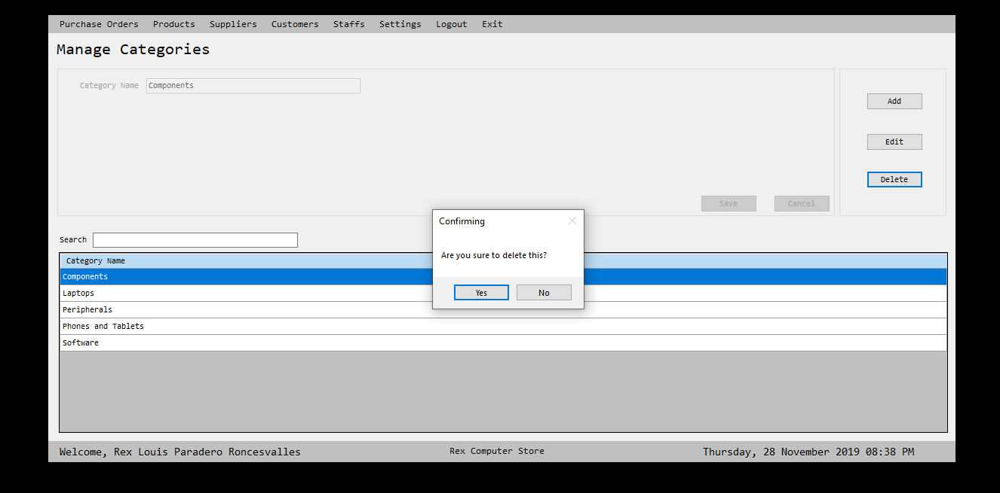 Purchase Orders Products Suppliers Customers Staffs Settings Logout Exit
Manage Categories
Category Name Components
Add
Edit
Delete
Save Cancel
Confirming
Are you sure to delete this?
Yes No
Search
Category Name
Components
Laptops
Peripherals
Phones and Tablets
Software
Welcome, Rex Louis Paradero Roncesvalles Rex Computer Store Thursday, 28 November 2019 08:38 PM